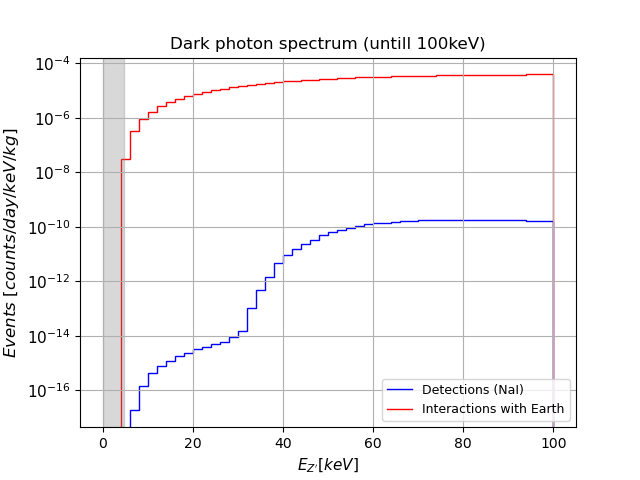 Dark photon spectrum (untill 100keV)
10⁻⁴
10⁻⁶
10⁻⁸
10⁻¹⁰
10⁻¹²
10⁻¹⁴
10⁻¹⁶
Events [counts/day/keV/kg]
Detections (NaI)
Interactions with Earth
0 20 40 60 80 100
E_{Z'}[keV]